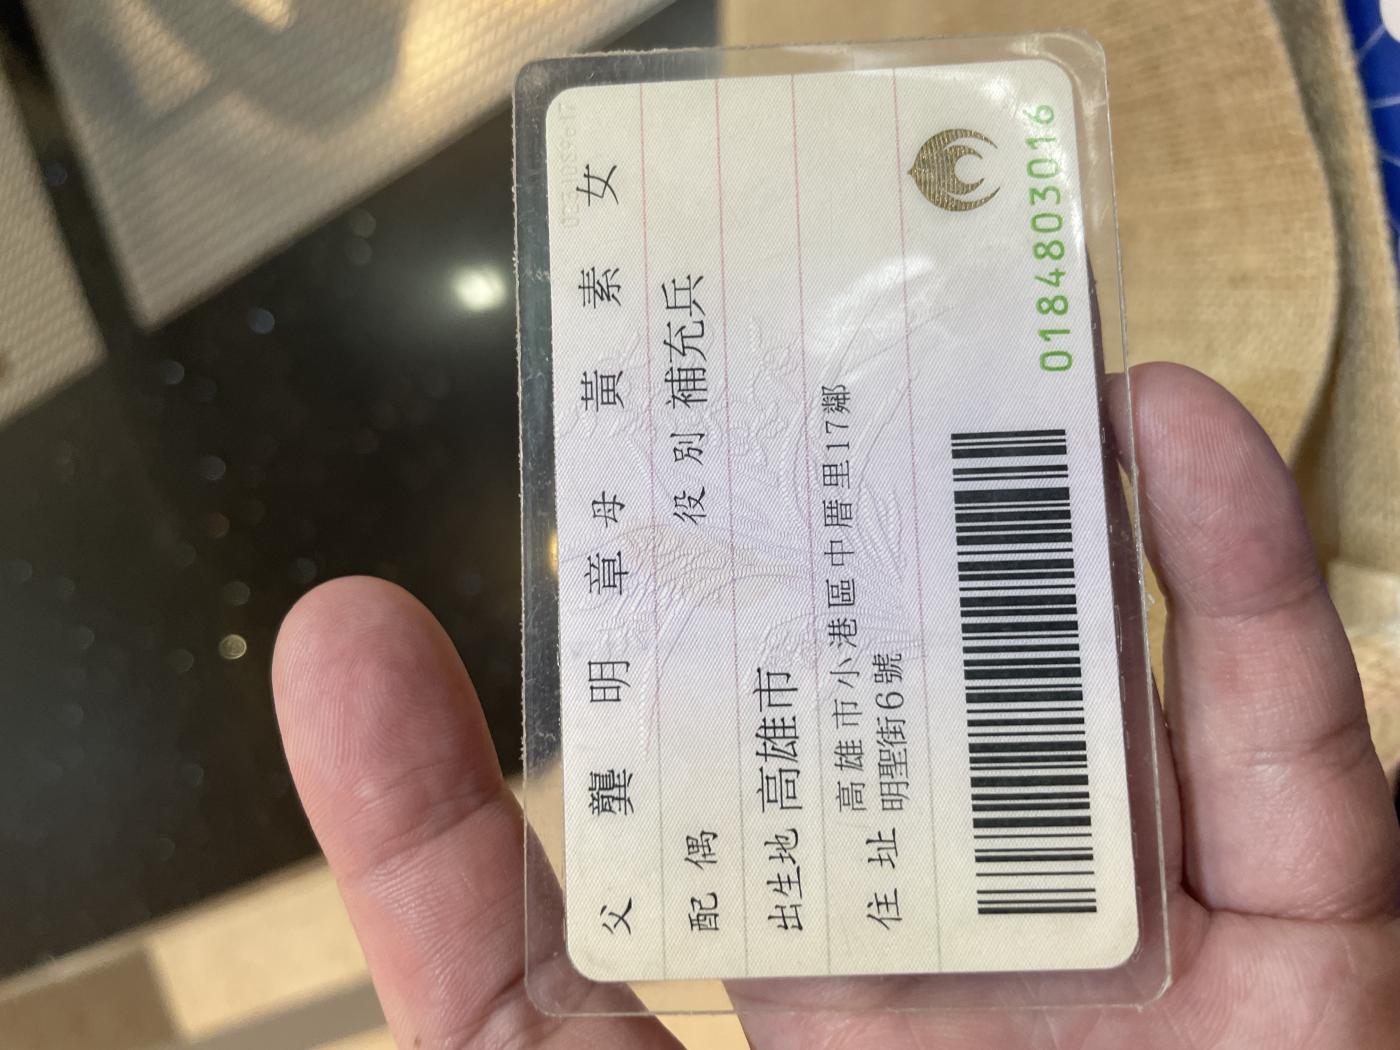 父 龔明章 母 黃素女
配偶 役別 補充兵
出生地 高雄市
住址 高雄市小港區中厝里17鄰
明聖街6號
0184803016